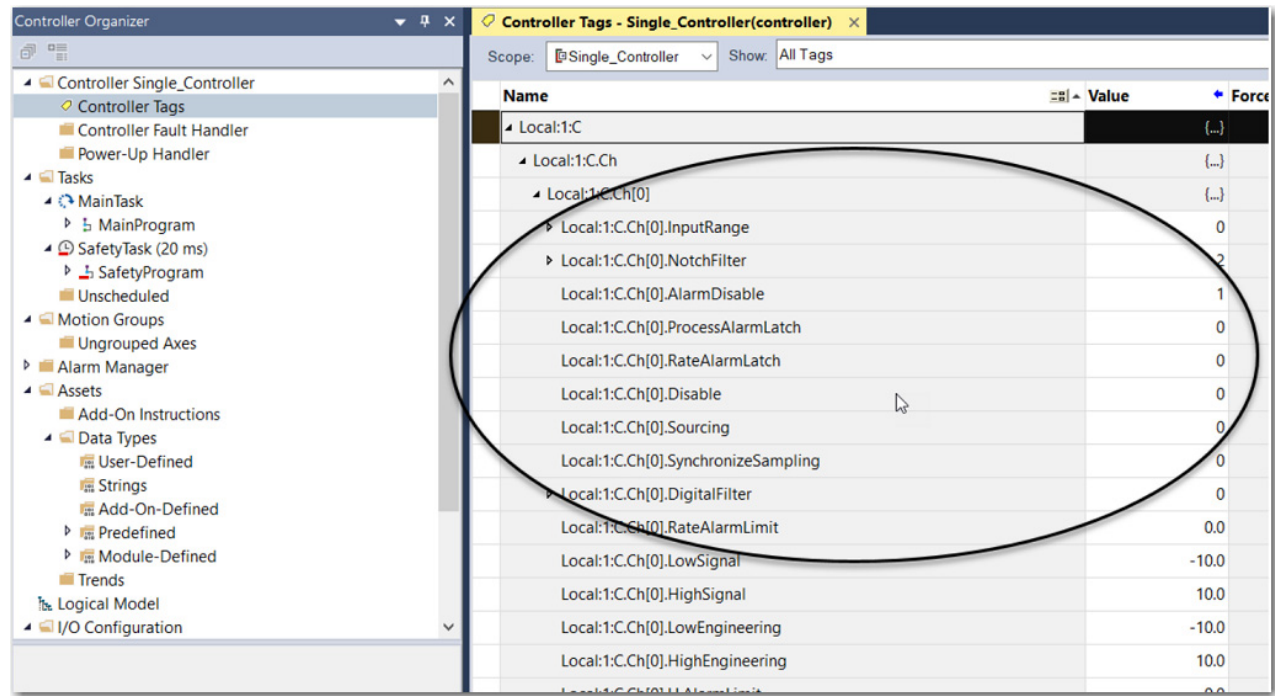 Controller Organizer
Controller Single_Controller
Controller Tags
Controller Fault Handler
Power-Up Handler
Tasks
MainTask
MainProgram
SafetyTask (20 ms)
SafetyProgram
Unscheduled
Motion Groups
Ungrouped Axes
Alarm Manager
Assets
Add-On Instructions
Data Types
User-Defined
Strings
Add-On-Defined
Predefined
Module-Defined
Trends
Logical Model
I/O Configuration
Controller Tags - Single_Controller(controller)
Scope: Single_Controller Show: All Tags
Name Value Force
Local:1:C {...}
Local:1:C.Ch {...}
Local:1:C.Ch[0] {...}
Local:1:C.Ch[0].InputRange 0
Local:1:C.Ch[0].NotchFilter 2
Local:1:C.Ch[0].AlarmDisable 1
Local:1:C.Ch[0].ProcessAlarmLatch 0
Local:1:C.Ch[0].RateAlarmLatch 0
Local:1:C.Ch[0].Disable 0
Local:1:C.Ch[0].Sourcing 0
Local:1:C.Ch[0].SynchronizeSampling 0
Local:1:C.Ch[0].DigitalFilter 0
Local:1:C.Ch[0].RateAlarmLimit 0.0
Local:1:C.Ch[0].LowSignal -10.0
Local:1:C.Ch[0].HighSignal 10.0
Local:1:C.Ch[0].LowEngineering -10.0
Local:1:C.Ch[0].HighEngineering 10.0